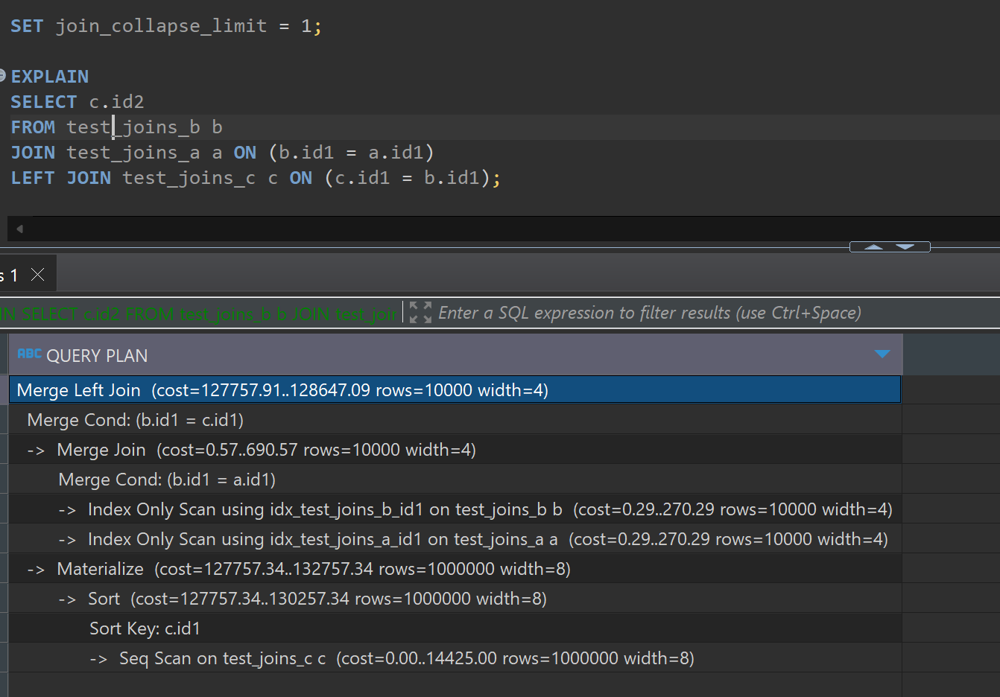 SET join_collapse_limit = 1;
EXPLAIN
SELECT c.id2
FROM test_joins_b b
JOIN test_joins_a a ON (b.id1 = a.id1)
LEFT JOIN test_joins_c c ON (c.id1 = b.id1);
s 1
IN SELECT c.id2 FROM test_joins_b b JOIN test_joir Enter a SQL expression to filter results (use Ctrl+Space)
ABC QUERY PLAN
Merge Left Join (cost=127757.91..128647.09 rows=10000 width=4)
Merge Cond: (b.id1 = c.id1)
-> Merge Join (cost=0.57..690.57 rows=10000 width=4)
Merge Cond: (b.id1 = a.id1)
-> Index Only Scan using idx_test_joins_b_id1 on test_joins_b b (cost=0.29..270.29 rows=10000 width=4)
-> Index Only Scan using idx_test_joins_a_id1 on test_joins_a a (cost=0.29..270.29 rows=10000 width=4)
-> Materialize (cost=127757.34..132757.34 rows=1000000 width=8)
-> Sort (cost=127757.34..130257.34 rows=1000000 width=8)
Sort Key: c.id1
-> Seq Scan on test_joins_c c (cost=0.00..14425.00 rows=1000000 width=8)